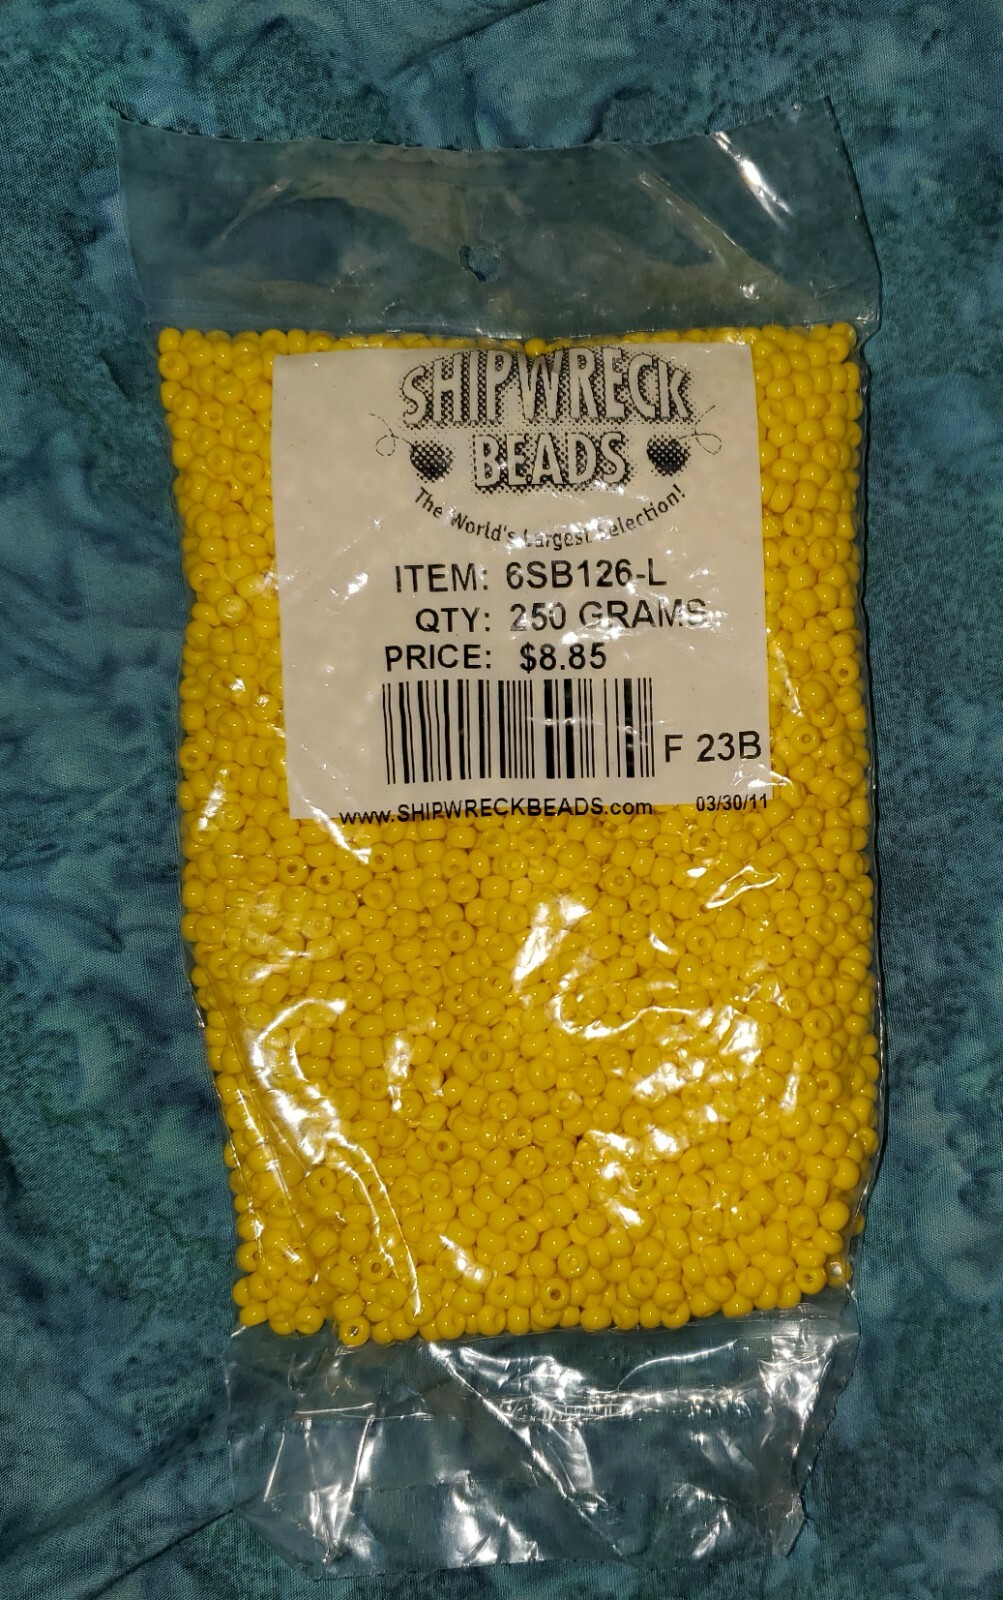 SHIPWRECK
BEADS
The World's Largest Selection!
ITEM: 6SB126-L
QTY: 250 GRAMS
PRICE: $8.85
F 23B
www.SHIPWRECKBEADS.com 03/30/11